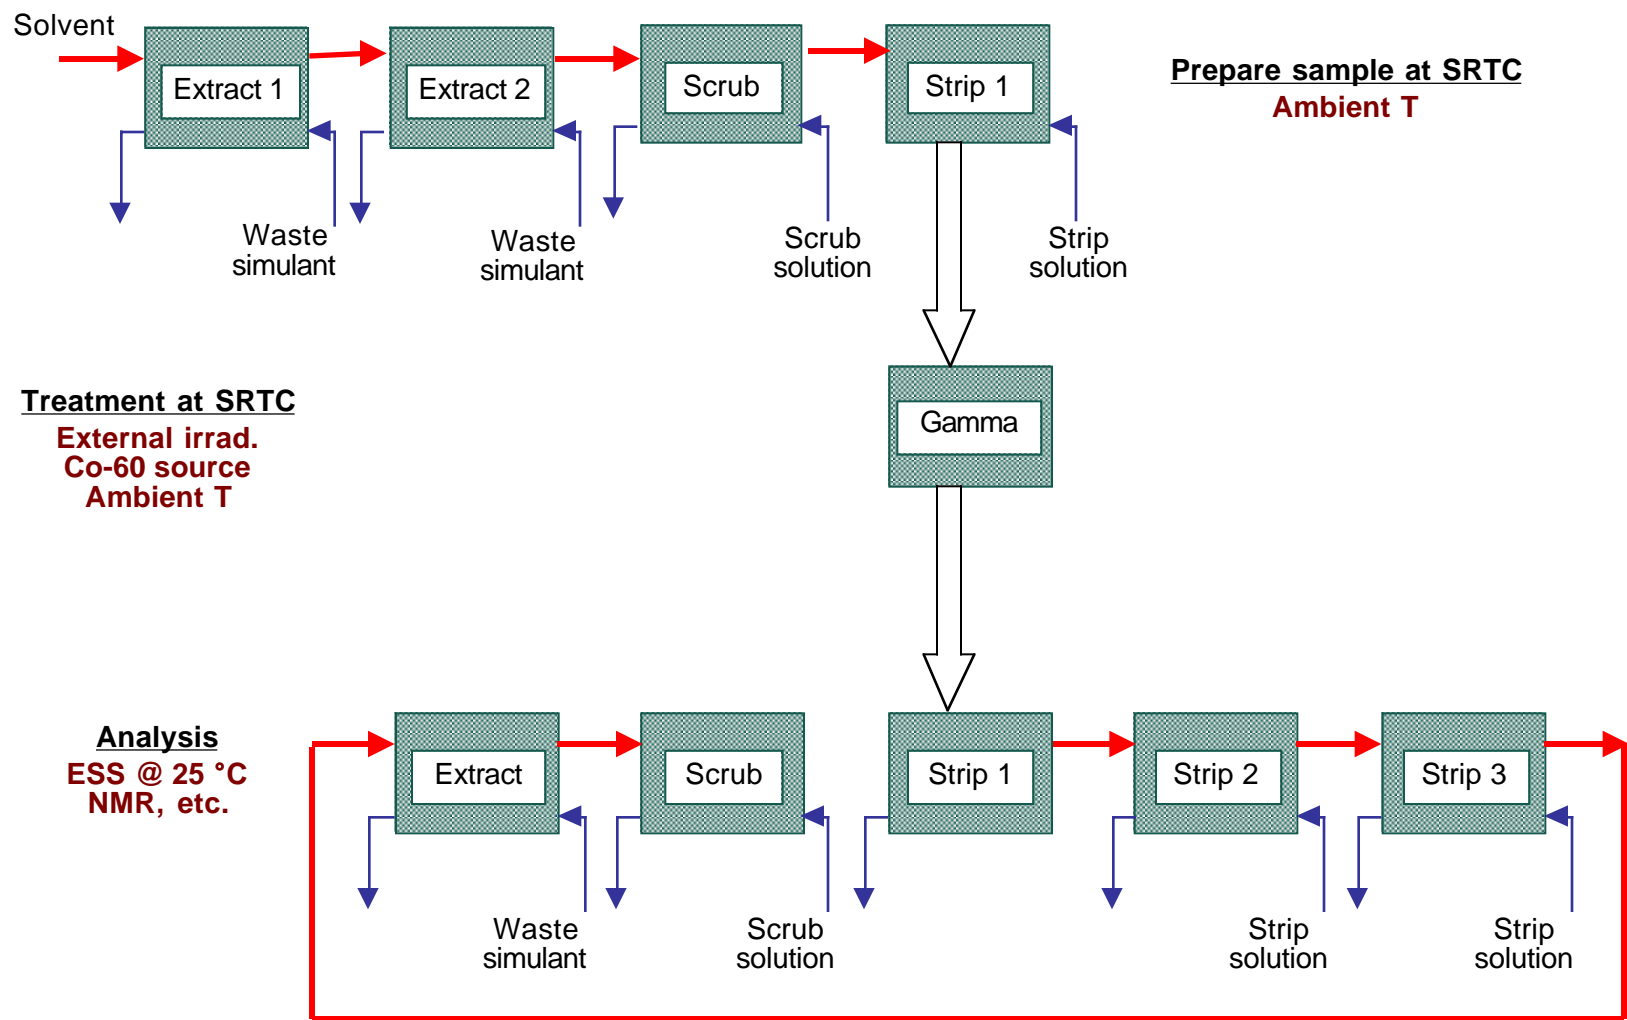 Solvent
Extract 1
Extract 2
Scrub
Strip 1
Prepare sample at SRTC
Ambient T
Waste
simulant
Waste
simulant
Scrub
solution
Strip
solution
Treatment at SRTC
External irrad.
Co-60 source
Ambient T
Gamma
Analysis
ESS @ 25 °C
NMR, etc.
Extract
Scrub
Strip 1
Strip 2
Strip 3
Waste
simulant
Scrub
solution
Strip
solution
Strip
solution